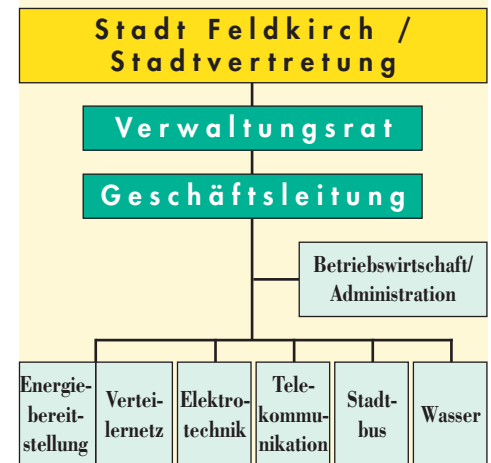 Stadt Feldkirch /
Stadtvertretung
Verwaltungsrat
Geschäftsleitung
Betriebswirtschaft/
Administration
Energie-
bereit-
stellung
Vertei-
lernetz
Elektro-
technik
Tele-
kommu-
nikation
Stadt-
bus
Wasser